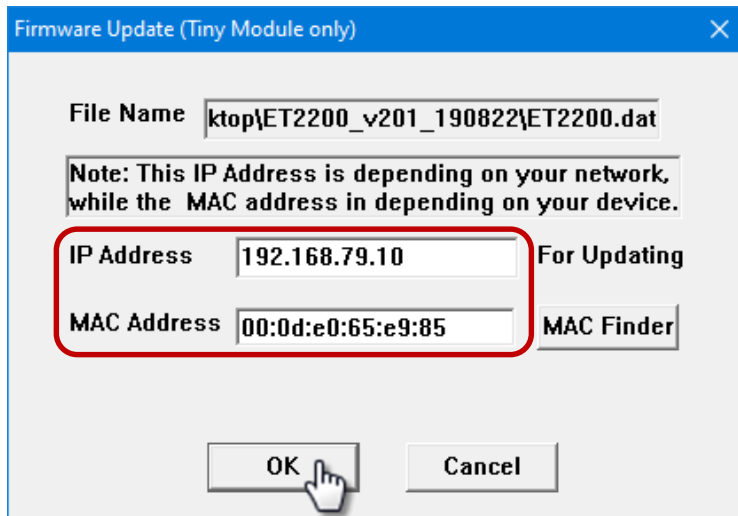 Firmware Update (Tiny Module only)
File Name ktop\ET2200_v201_190822\ET2200.dat
Note: This IP Address is depending on your network,
while the MAC address in depending on your device.
IP Address 192.168.79.10 For Updating
MAC Address 00:0d:e0:65:e9:85 MAC Finder
OK Cancel